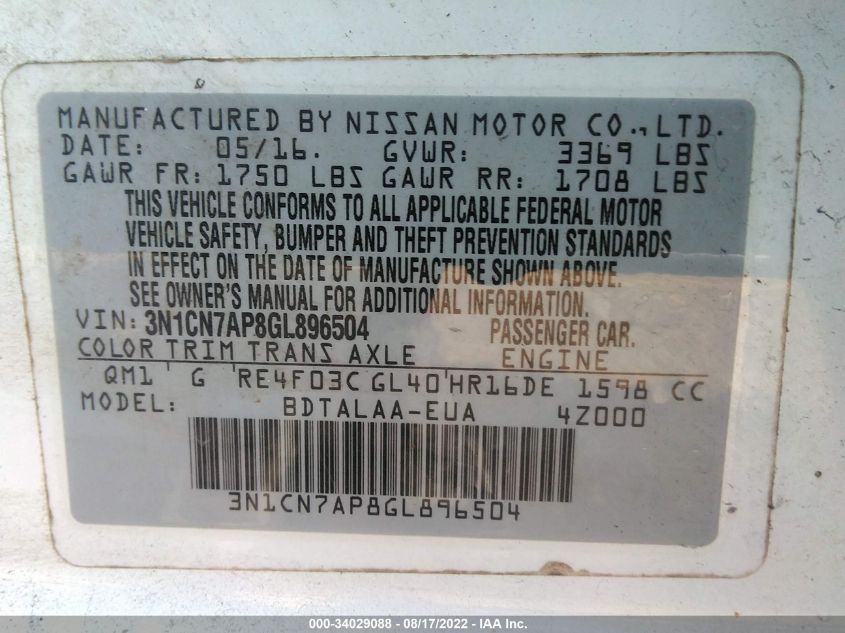 MANUFACTURED BY NISSAN MOTOR CO., LTD.
DATE: 05/16. GVWR: 3369 LBS
GAWR FR: 1750 LBS GAWR RR: 1708 LBS
THIS VEHICLE CONFORMS TO ALL APPLICABLE FEDERAL MOTOR
VEHICLE SAFETY, BUMPER AND THEFT PREVENTION STANDARDS
IN EFFECT ON THE DATE OF MANUFACTURE SHOWN ABOVE.
SEE OWNER'S MANUAL FOR ADDITIONAL INFORMATION.
VIN: 3N1CN7AP8GL896504 PASSENGER CAR.
COLOR TRIM TRANS AXLE ENGINE
QM1 G RE4F03C GL40 HR16DE 1598 CC
MODEL: BDTALAA-EUA 4Z000
3N1CN7AP8GL896504
000-34029088 - 08/17/2022 - IAA Inc.